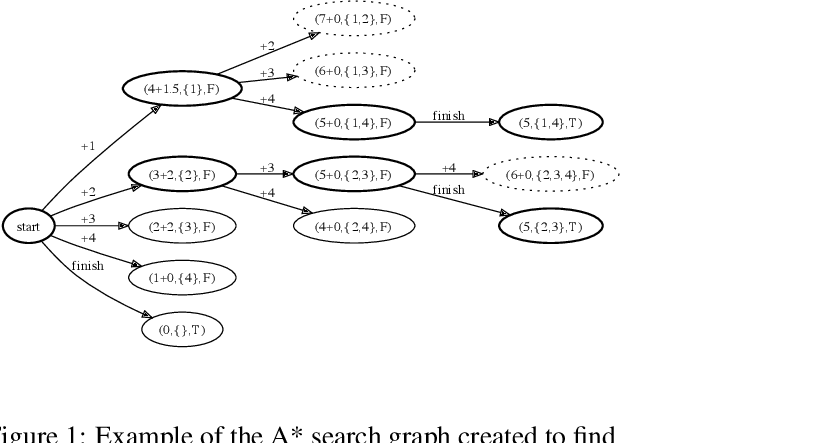 (7+0,{1,2},F)
+2
(6+0,{1,3},F)
+3
(4+1.5,{1},F)
+4
(5+0,{1,4},F)
finish
(5,{1,4},T)
+1
(3+2,{2},F)
+3
(5+0,{2,3},F)
+4
(6+0,{2,3,4},F)
+2
+4
finish
start
+3
(2+2,{3},F)
(4+0,{2,4},F)
(5,{2,3},T)
+4
(1+0,{4},F)
finish
(0,{},T)
Figure 1: Example of the A* search graph created to find